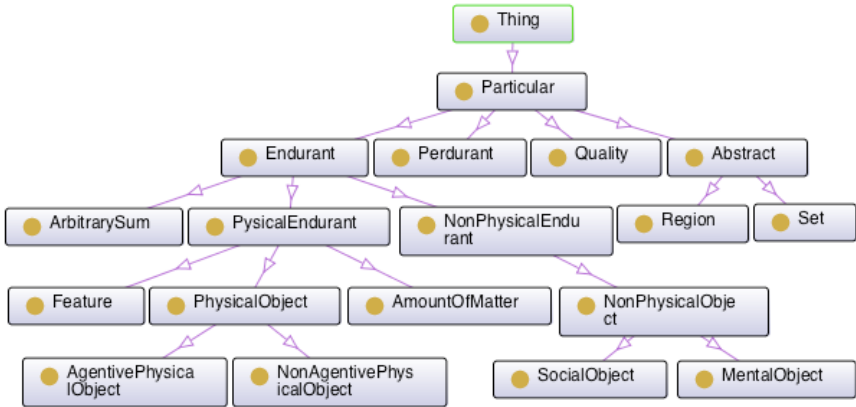 Thing
Particular
Endurant
Perdurant
Quality
Abstract
ArbitrarySum
PysicalEndurant
NonPhysicalEndu
rant
Region
Set
Feature
PhysicalObject
AmountOfMatter
NonPhysicalObje
ct
AgentivePhysica
lObject
NonAgentivePhys
icalObject
SocialObject
MentalObject